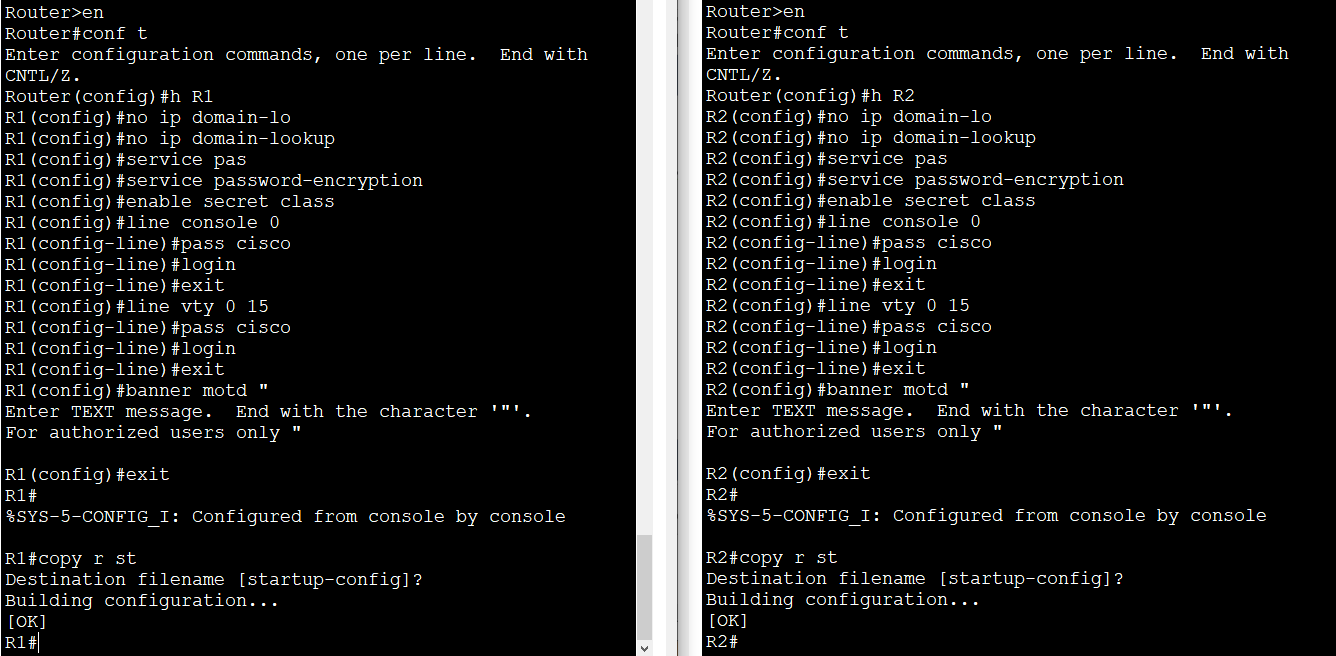 Router>en
Router#conf t
Enter configuration commands, one per line.  End with
CNTL/Z.
Router(config)#h R1
R1(config)#no ip domain-lo
R1(config)#no ip domain-lookup
R1(config)#service pas
R1(config)#service password-encryption
R1(config)#enable secret class
R1(config)#line console 0
R1(config-line)#pass cisco
R1(config-line)#login
R1(config-line)#exit
R1(config)#line vty 0 15
R1(config-line)#pass cisco
R1(config-line)#login
R1(config-line)#exit
R1(config)#banner motd "
Enter TEXT message.  End with the character '"'.
For authorized users only "
R1(config)#exit
R1#
%SYS-5-CONFIG_I: Configured from console by console
R1#copy r st
Destination filename [startup-config]?
Building configuration...
[OK]
R1#
Router>en
Router#conf t
Enter configuration commands, one per line.  End with
CNTL/Z.
Router(config)#h R2
R2(config)#no ip domain-lo
R2(config)#no ip domain-lookup
R2(config)#service pas
R2(config)#service password-encryption
R2(config)#enable secret class
R2(config)#line console 0
R2(config-line)#pass cisco
R2(config-line)#login
R2(config-line)#exit
R2(config)#line vty 0 15
R2(config-line)#pass cisco
R2(config-line)#login
R2(config-line)#exit
R2(config)#banner motd "
Enter TEXT message.  End with the character '"'.
For authorized users only "
R2(config)#exit
R2#
%SYS-5-CONFIG_I: Configured from console by console
R2#copy r st
Destination filename [startup-config]?
Building configuration...
[OK]
R2#